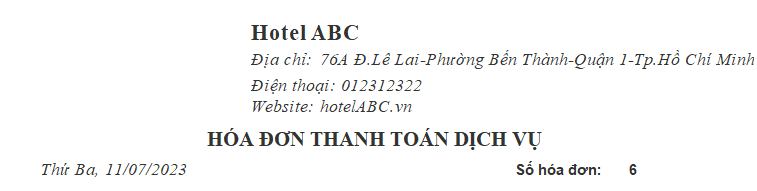 Hotel ABC
Địa chỉ: 76A Đ.Lê Lai-Phường Bến Thành-Quận 1-Tp.Hồ Chí Minh
Điện thoại: 012312322
Website: hotelABC.vn
HÓA ĐƠN THANH TOÁN DỊCH VỤ
Thứ Ba, 11/07/2023 Số hóa đơn: 6